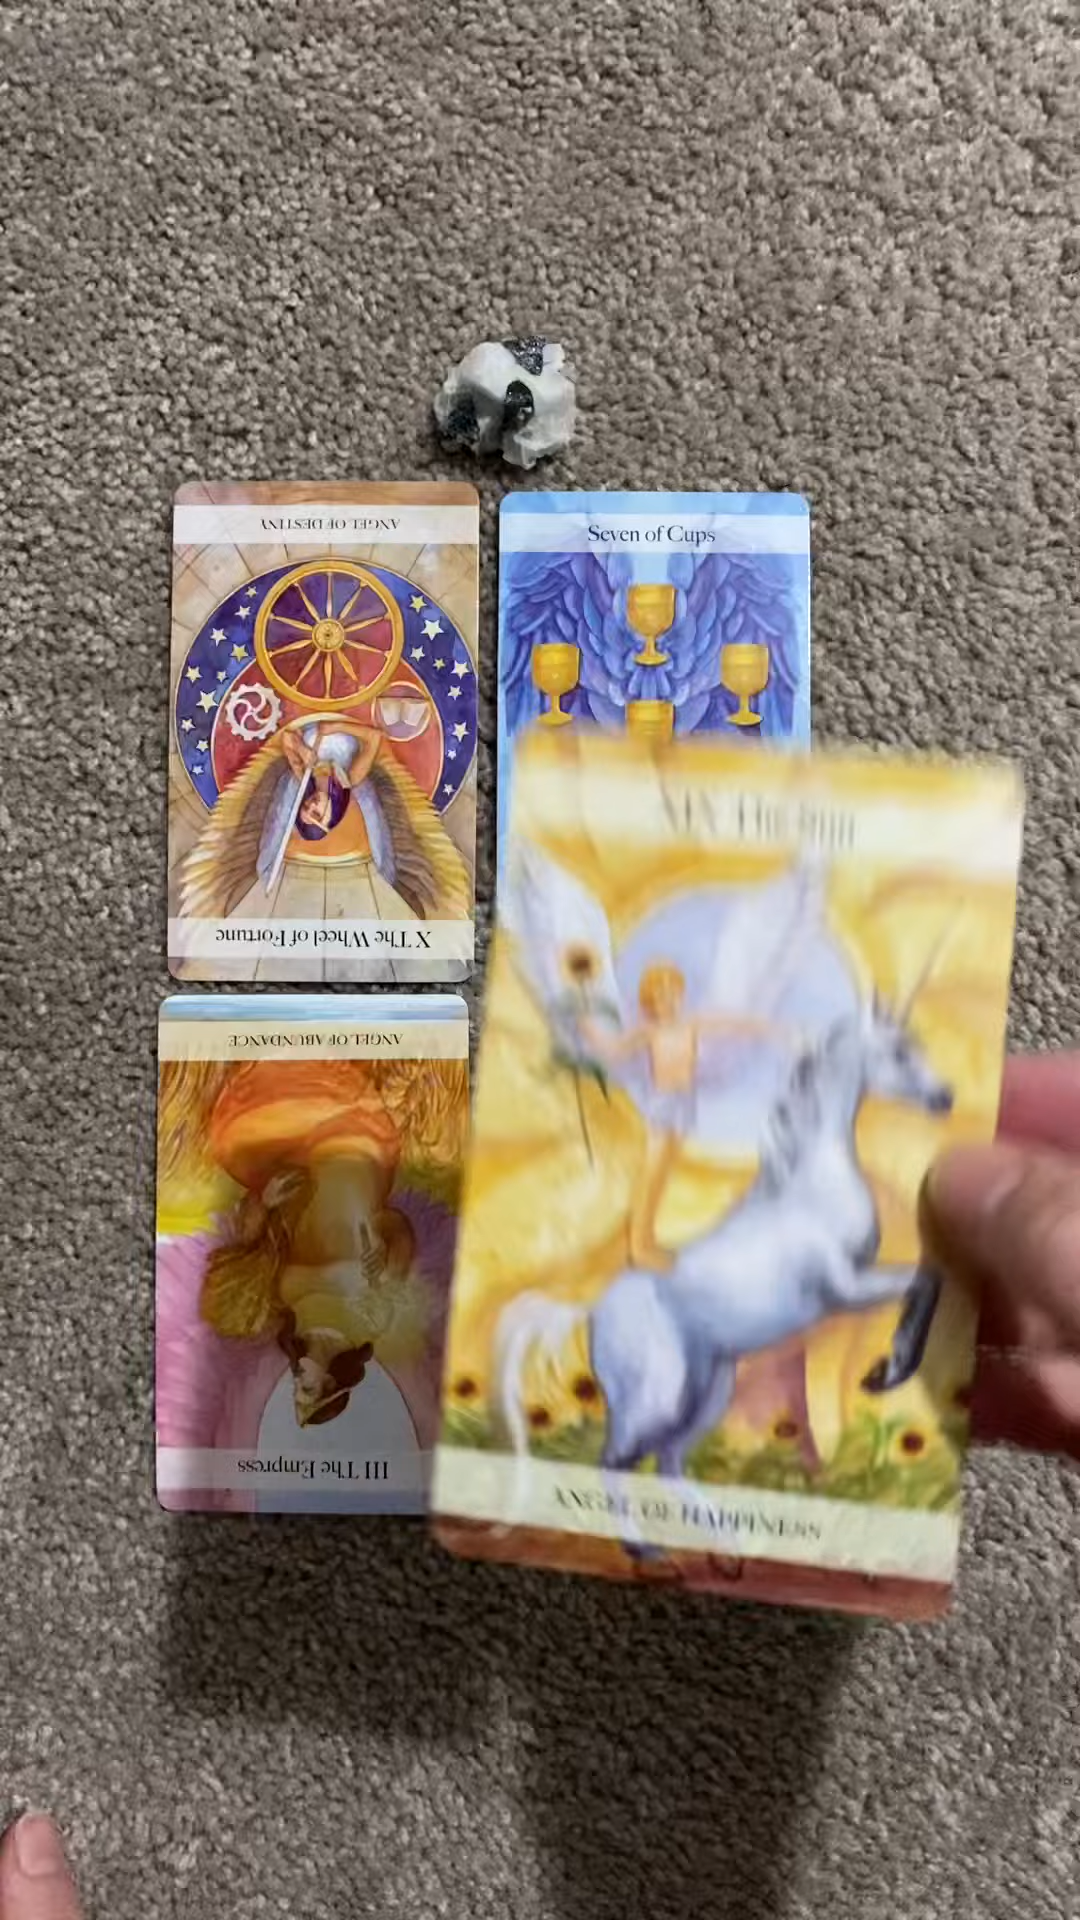 ANGEL OF DESTINY
X The Wheel of Fortune
Seven of Cups
ANGEL OF ABUNDANCE
III The Empress
XIX The Sun
ANGEL OF HAPPINESS